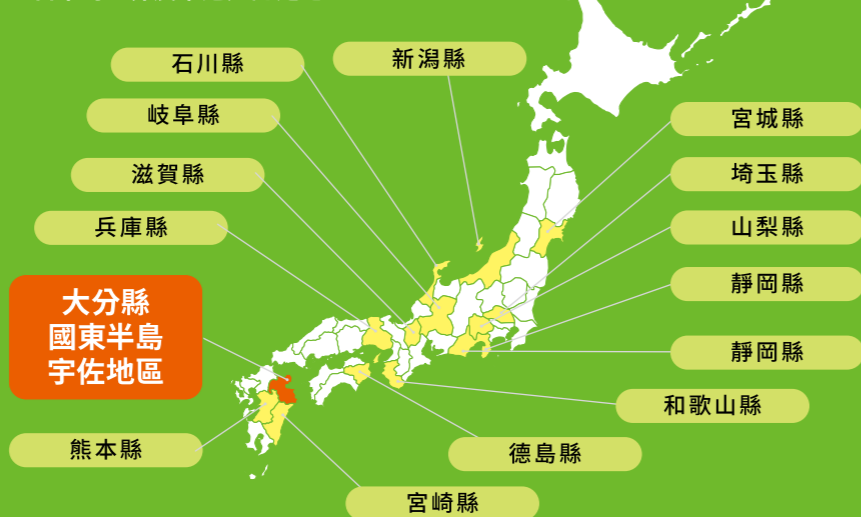 石川縣
新潟縣
岐阜縣
宮城縣
滋賀縣
埼玉縣
兵庫縣
山梨縣
大分縣
國東半島
宇佐地區
靜岡縣
靜岡縣
和歌山縣
熊本縣
德島縣
宮崎縣